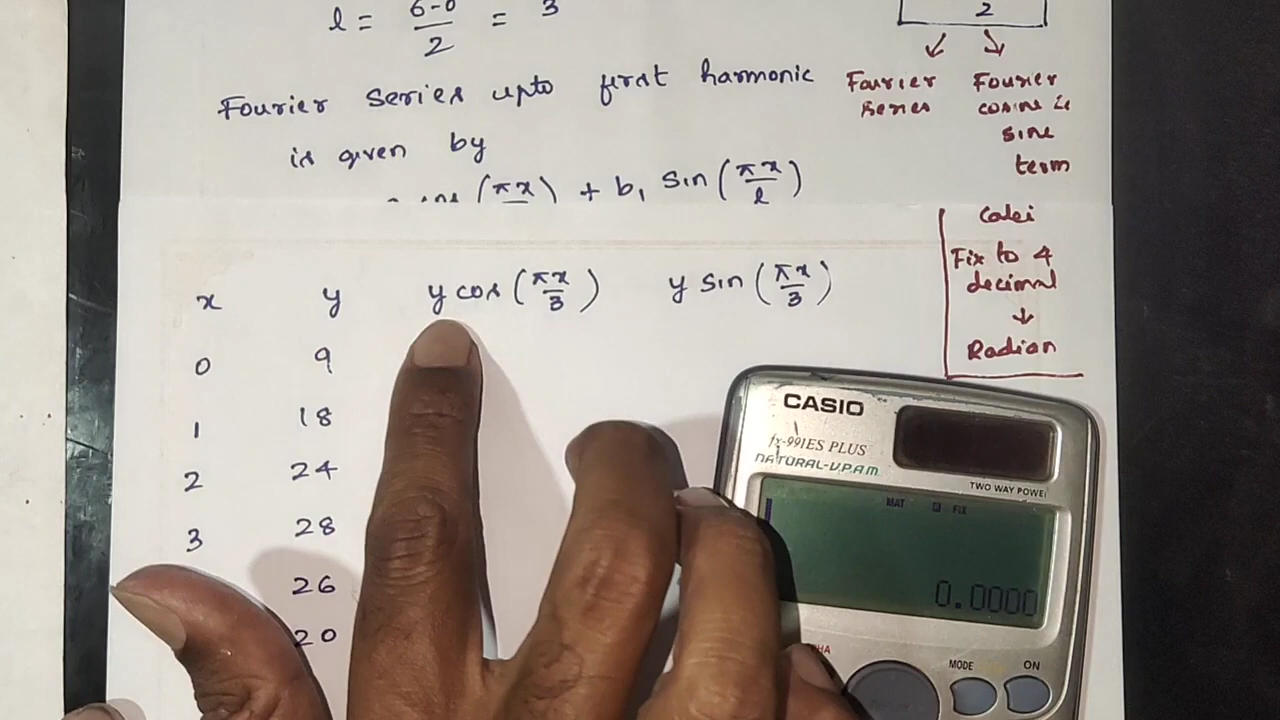 l = 6-0 / 2 = 3
Fourier series upto first harmonic
is given by
cos (πx) + b1 sin (πx/l)
x y y cos (πx/3) y sin (πx/3)
0 9
1 18
2 24
3 28
26
20
2
Fourier series
Fourier cosine & sine term
Calci
Fix to 4
decimal
↓
Radian
CASIO
fx-991ES PLUS
NATURAL-V.P.A.M.
TWO WAY POWER
MAT R FIX
0.0000
MODE ON